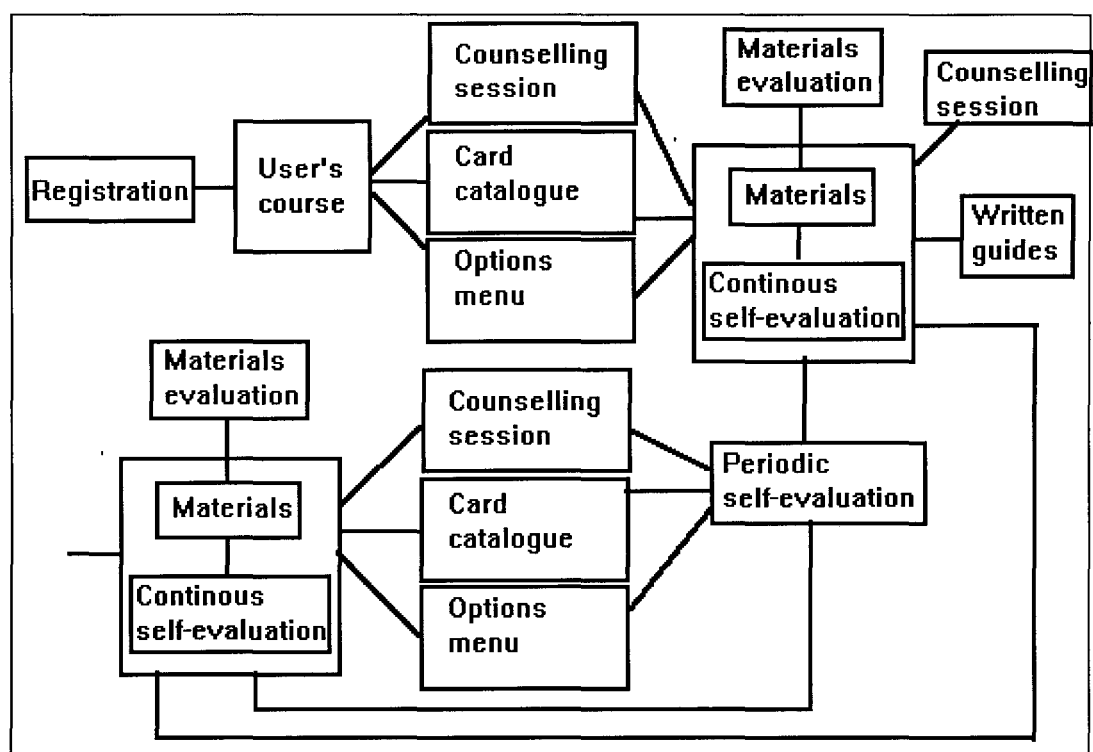 Registration
User's
course
Counselling
session
Card
catalogue
Options
menu
Materials
evaluation
Materials
Continous
self-evaluation
Counselling
session
Written
guides
Periodic
self-evaluation
Counselling
session
Card
catalogue
Options
menu
Materials
evaluation
Materials
Continous
self-evaluation